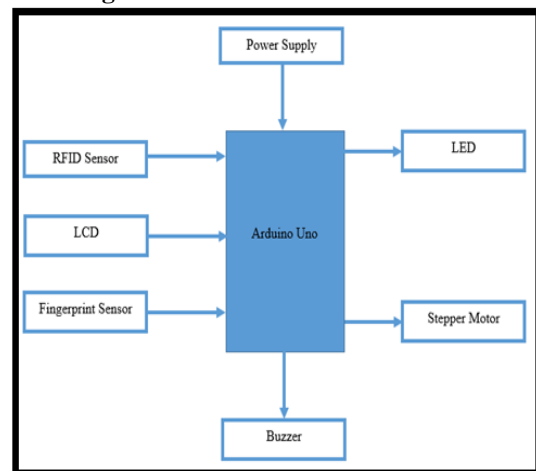 Power Supply
RFID Sensor
LED
LCD
Arduino Uno
Fingerprint Sensor
Stepper Motor
Buzzer